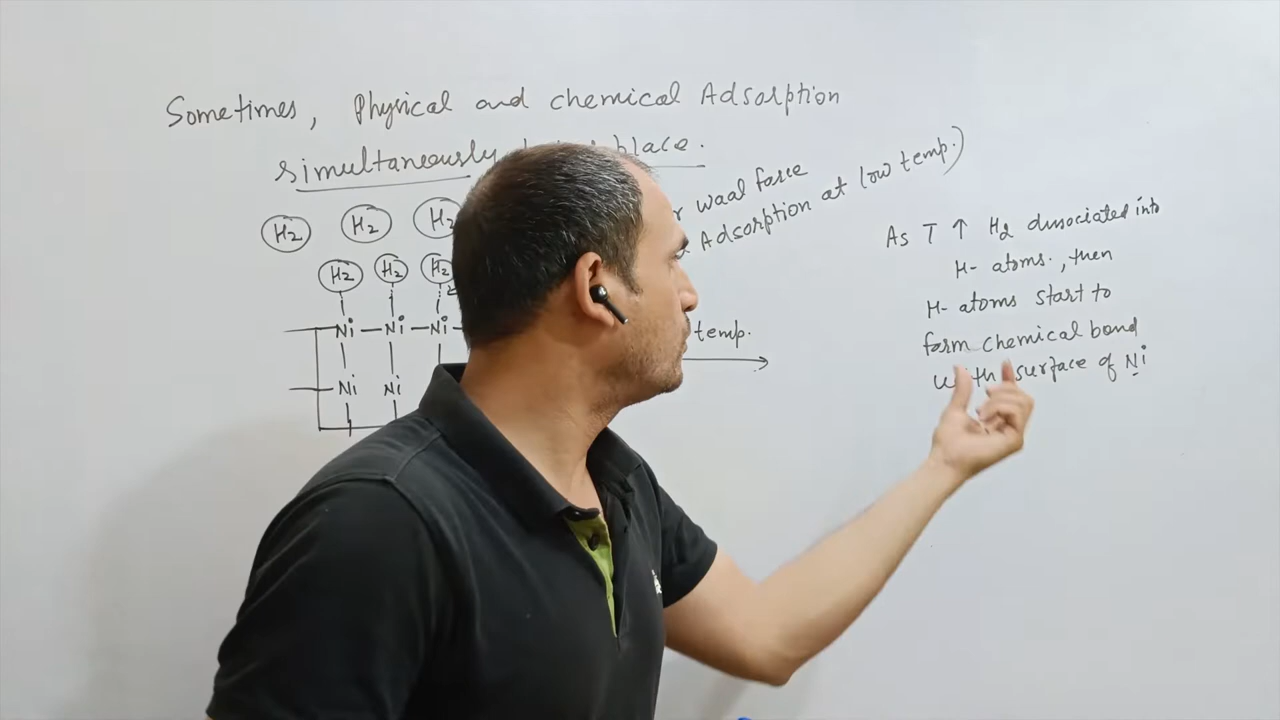 Sometimes, Physical and chemical Adsorption
simultaneously place.
waal force
Adsorption at low temp.)
H2 H2 H2
H2 H2 H2
Ni Ni Ni
Ni Ni
temp.
As T ↑ H2 dissociated into
H- atoms., then
H- atoms start to
form chemical bond
with surface of Ni